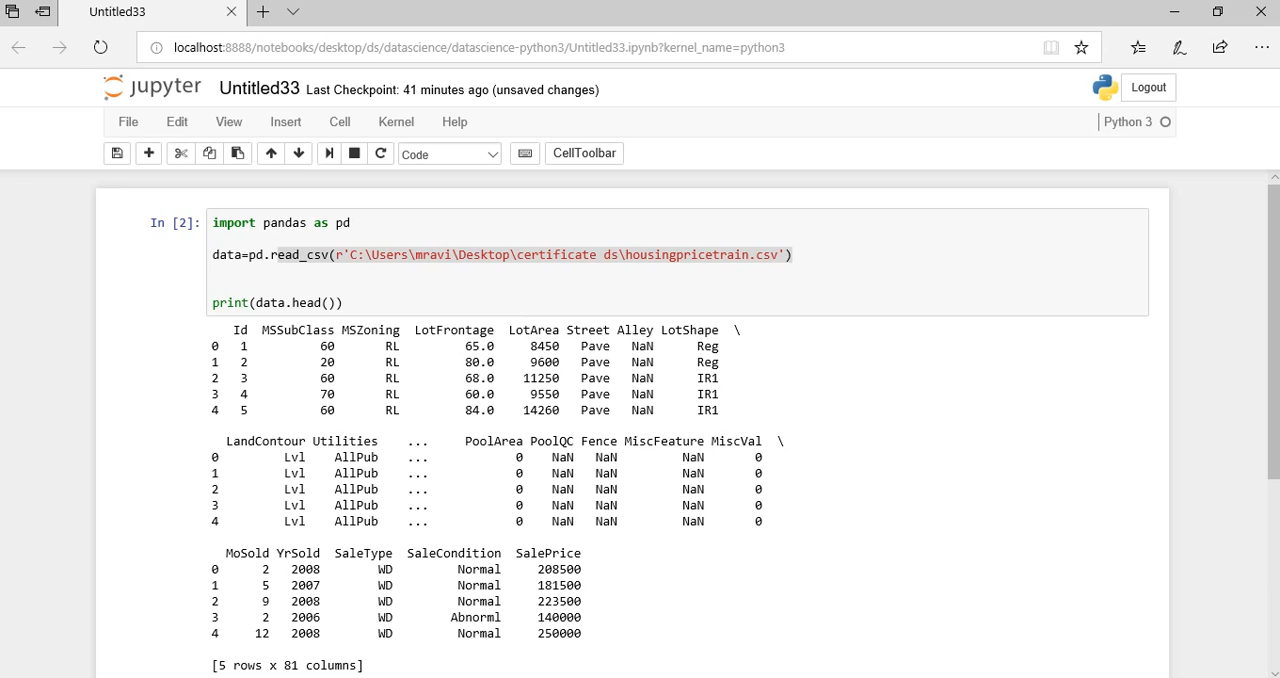 Untitled33
localhost:8888/notebooks/desktop/ds/datascience/datascience-python3/Untitled33.ipynb?kernel_name=python3
jupyter Untitled33 Last Checkpoint: 41 minutes ago (unsaved changes) Logout
File Edit View Insert Cell Kernel Help Python 3
Code CellToolbar
In [2]: import pandas as pd
data=pd.read_csv(r'C:\Users\mravi\Desktop\certificate ds\housingpricetrain.csv')
print(data.head())
Id MSSubClass MSZoning LotFrontage LotArea Street Alley LotShape \
0 1 60 RL 65.0 8450 Pave NaN Reg
1 2 20 RL 80.0 9600 Pave NaN Reg
2 3 60 RL 68.0 11250 Pave NaN IR1
3 4 70 RL 60.0 9550 Pave NaN IR1
4 5 60 RL 84.0 14260 Pave NaN IR1
LandContour Utilities ... PoolArea PoolQC Fence MiscFeature MiscVal \
0 Lvl AllPub ... 0 NaN NaN NaN 0
1 Lvl AllPub ... 0 NaN NaN NaN 0
2 Lvl AllPub ... 0 NaN NaN NaN 0
3 Lvl AllPub ... 0 NaN NaN NaN 0
4 Lvl AllPub ... 0 NaN NaN NaN 0
MoSold YrSold SaleType SaleCondition SalePrice
0 2 2008 WD Normal 208500
1 5 2007 WD Normal 181500
2 9 2008 WD Normal 223500
3 2 2006 WD Abnorml 140000
4 12 2008 WD Normal 250000
[5 rows x 81 columns]